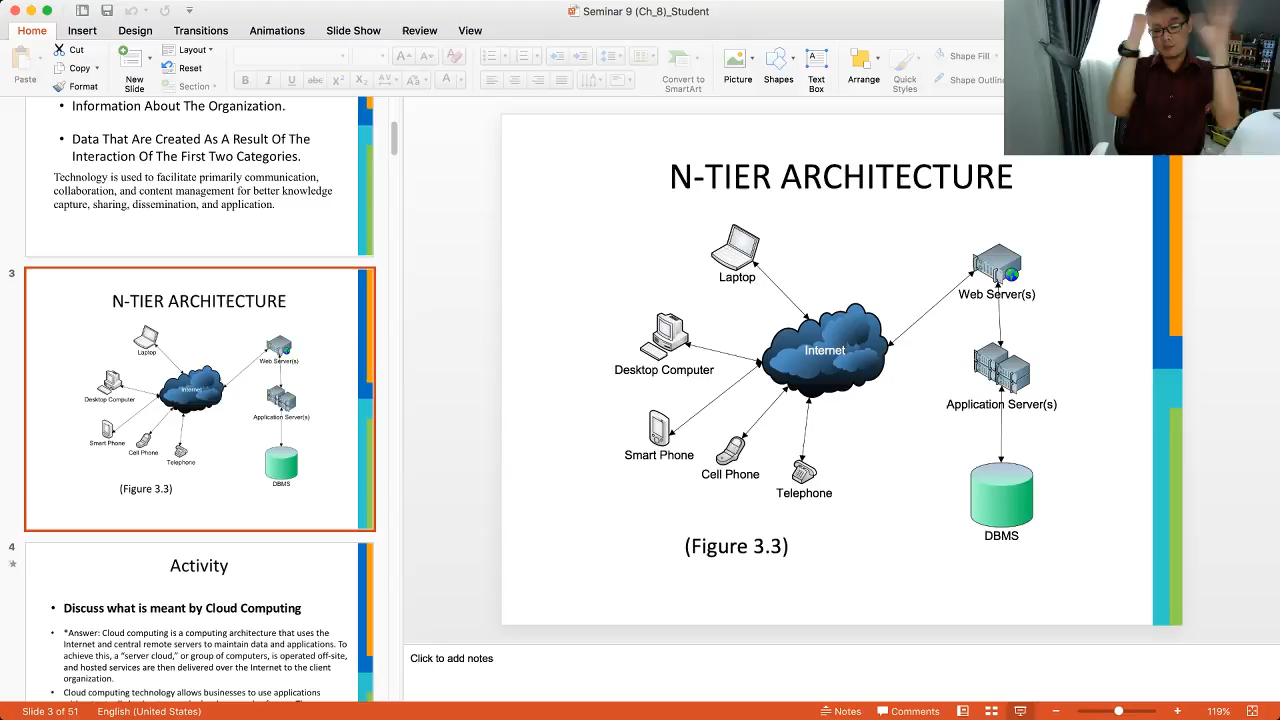 Seminar 9 (Ch_8)_Student
Home Insert Design Transitions Animations Slide Show Review View
Paste
Cut
Copy
Format
New
Slide
Layout
Reset
Section
B I U abc X² X₂ AV Aa A
A A
Convert to
SmartArt
Picture
Shapes
Text
Box
Arrange
Quick
Styles
Shape Fill
Shape Outline
• Information About The Organization.
• Data That Are Created As A Result Of The
Interaction Of The First Two Categories.
Technology is used to facilitate primarily communication,
collaboration, and content management for better knowledge
capture, sharing, dissemination, and application.
3
N-TIER ARCHITECTURE
Laptop
Web Server(s)
Internet
Desktop Computer
Application Server(s)
Smart Phone
Cell Phone
Telephone
DBMS
(Figure 3.3)
4
Activity
• Discuss what is meant by Cloud Computing
• *Answer: Cloud computing is a computing architecture that uses the
Internet and central remote servers to maintain data and applications. To
achieve this, a “server cloud,” or group of computers, is operated off-site,
and hosted services are then delivered over the Internet to the client
organization.
• Cloud computing technology allows businesses to use applications
N-TIER ARCHITECTURE
Laptop
Web Server(s)
Internet
Desktop Computer
Application Server(s)
Smart Phone
Cell Phone
Telephone
DBMS
(Figure 3.3)
Click to add notes
Slide 3 of 51 English (United States) Notes Comments 119%